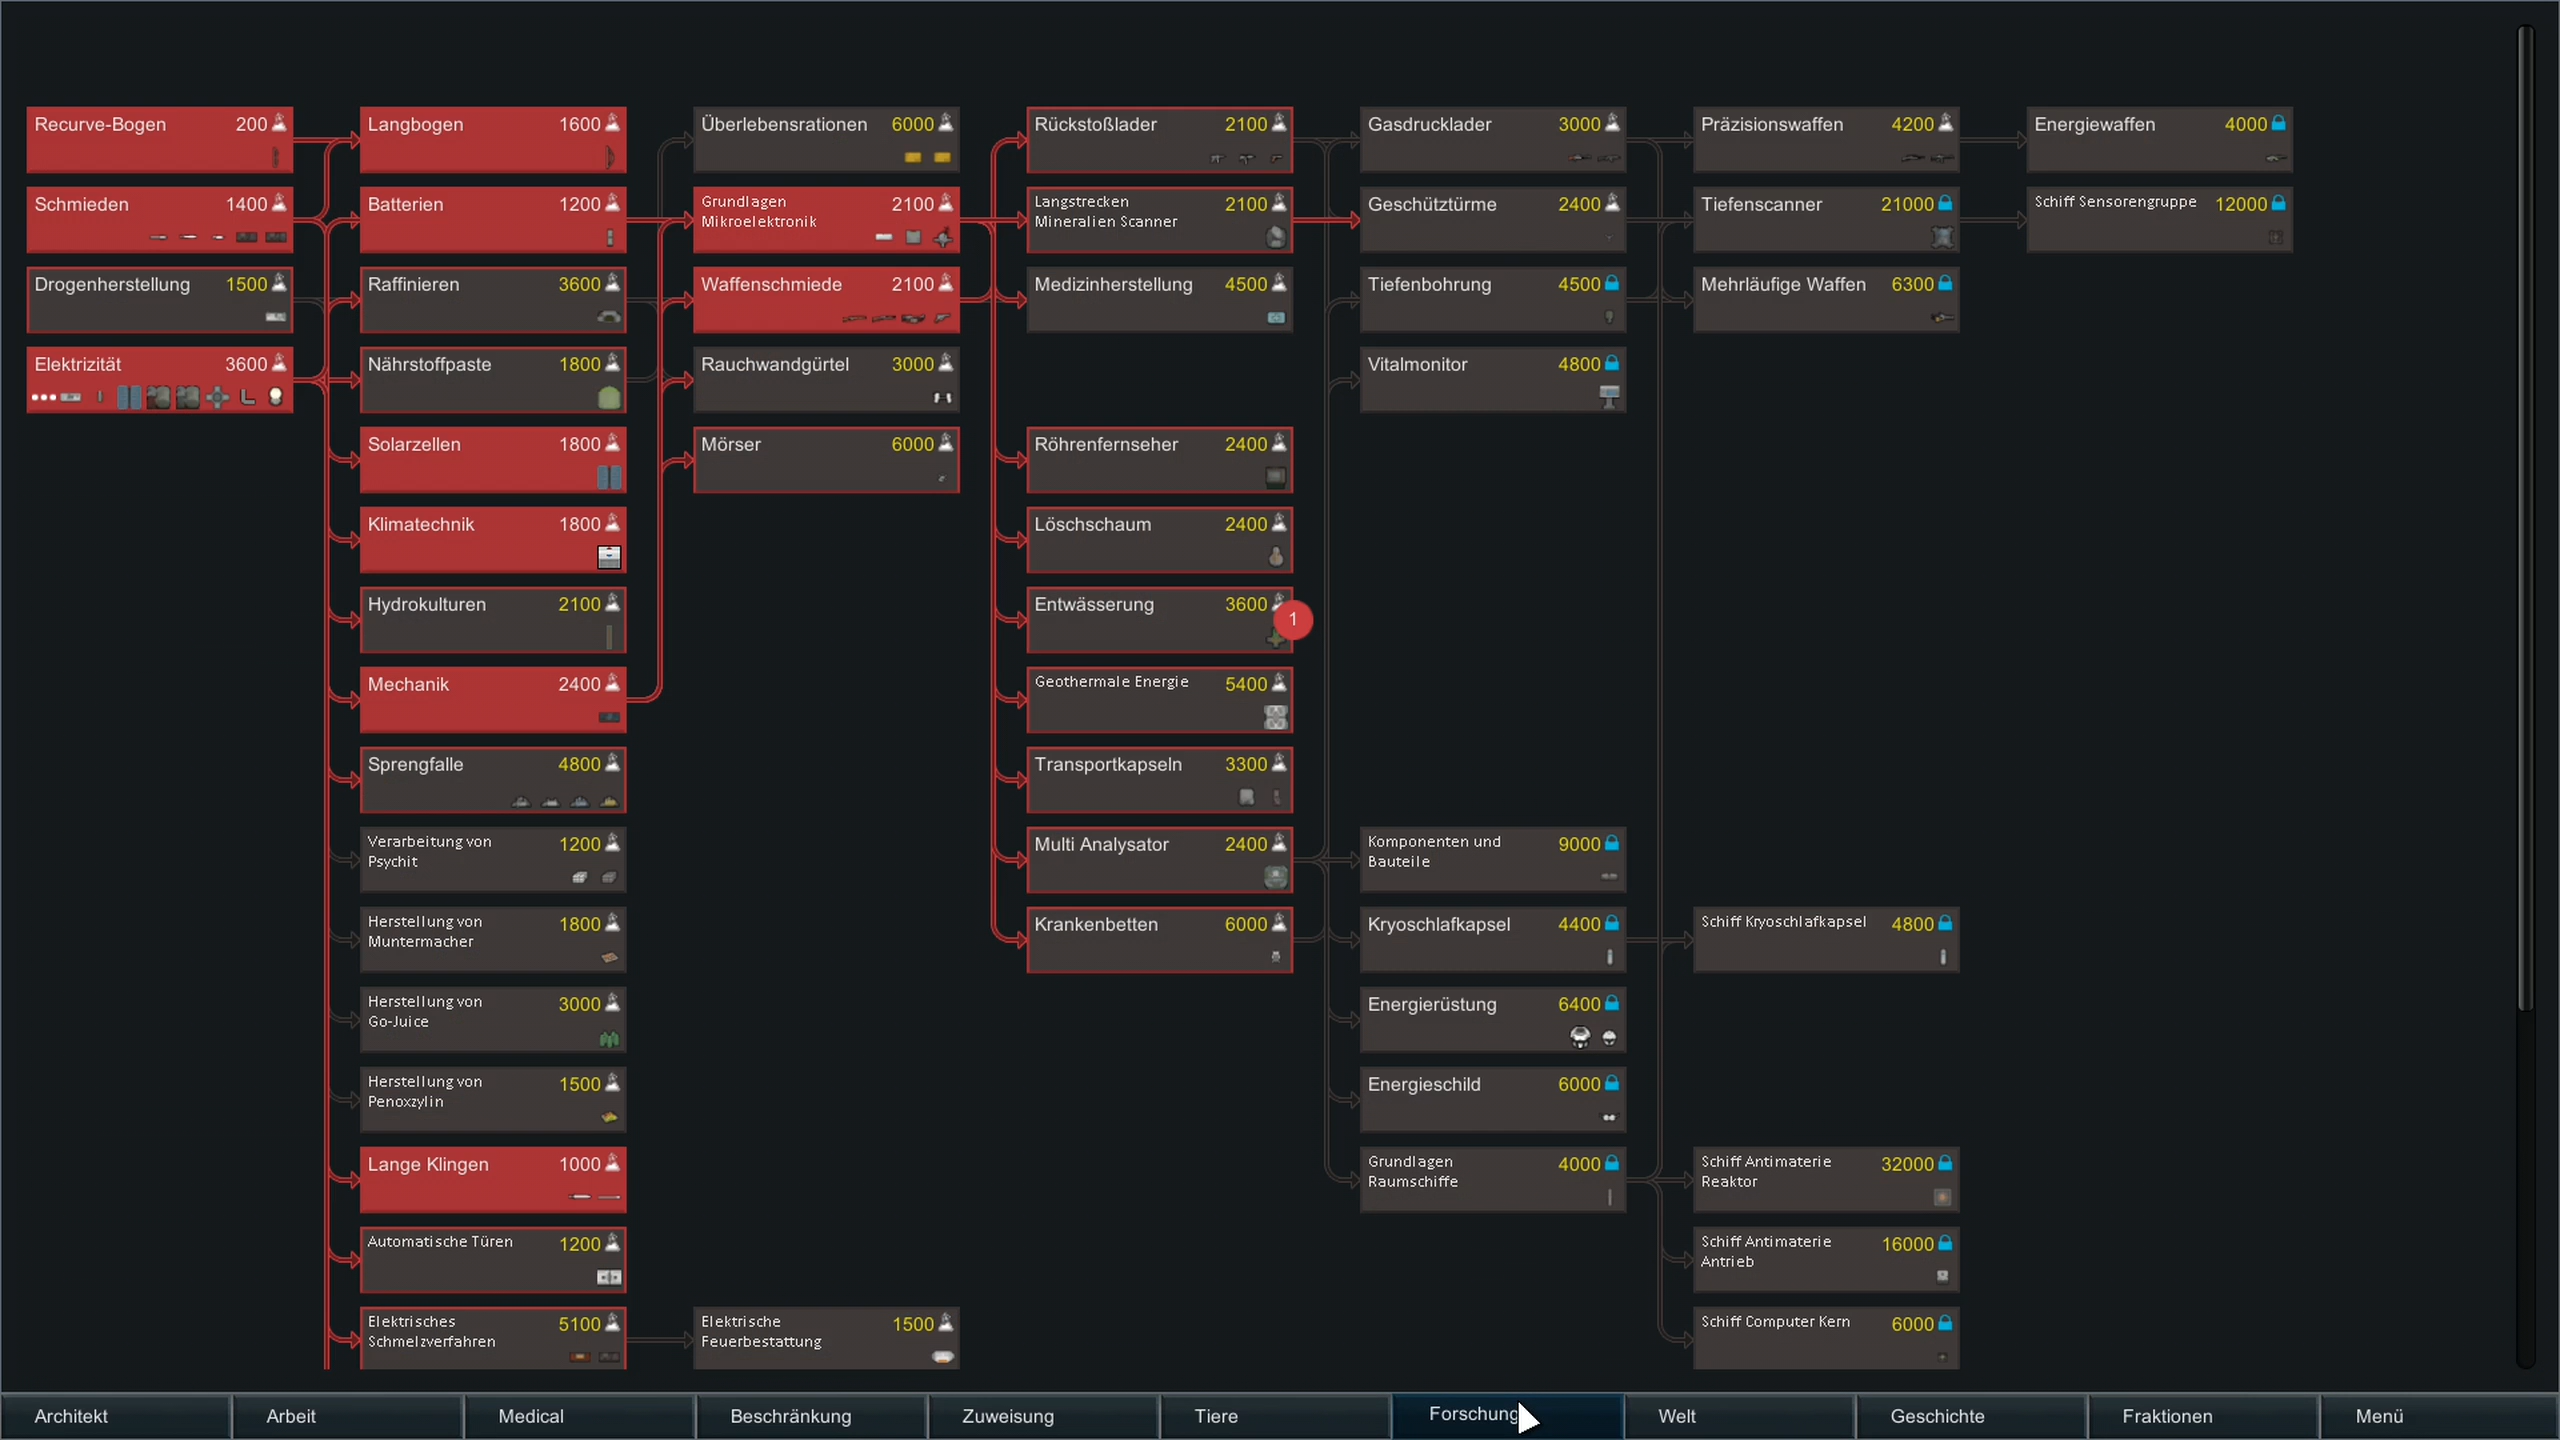 Recurve-Bogen 200
Schmieden 1400
Drogenherstellung 1500
Elektrizität 3600
Langbogen 1600
Batterien 1200
Raffinieren 3600
Nährstoffpaste 1800
Solarzellen 1800
Klimatechnik 1800
Hydrokulturen 2100
Mechanik 2400
Sprengfalle 4800
Verarbeitung von 1200
Psychit
Herstellung von 1800
Muntermacher
Herstellung von 3000
Go-Juice
Herstellung von 1500
Penoxzylin
Lange Klingen 1000
Automatische Türen 1200
Elektrisches 5100
Schmelzverfahren
Überlebensrationen 6000
Grundlagen 2100
Mikroelektronik
Waffenschmiede 2100
Rauchwandgürtel 3000
Mörser 6000
Elektrische 1500
Feuerbestattung
Rückstoßlader 2100
Langstrecken 2100
Mineralien Scanner
Medizinherstellung 4500
Röhrenfernseher 2400
Löschschaum 2400
Entwässerung 3600
1
Geothermale Energie 5400
Transportkapseln 3300
Multi Analysator 2400
Krankenbetten 6000
Gasdrucklader 3000
Geschütztürme 2400
Tiefenbohrung 4500
Vitalmonitor 4800
Komponenten und 9000
Bauteile
Kryoschlafkapsel 4400
Energierüstung 6400
Energieschild 6000
Grundlagen 4000
Raumschiffe
Präzisionswaffen 4200
Tiefenscanner 21000
Mehrläufige Waffen 6300
Schiff Kryoschlafkapsel 4800
Schiff Antimaterie 32000
Reaktor
Schiff Antimaterie 16000
Antrieb
Schiff Computer Kern 6000
Energiewaffen 4000
Schiff Sensorengruppe 12000
Architekt Arbeit Medical Beschränkung Zuweisung Tiere Forschung Welt Geschichte Fraktionen Menü